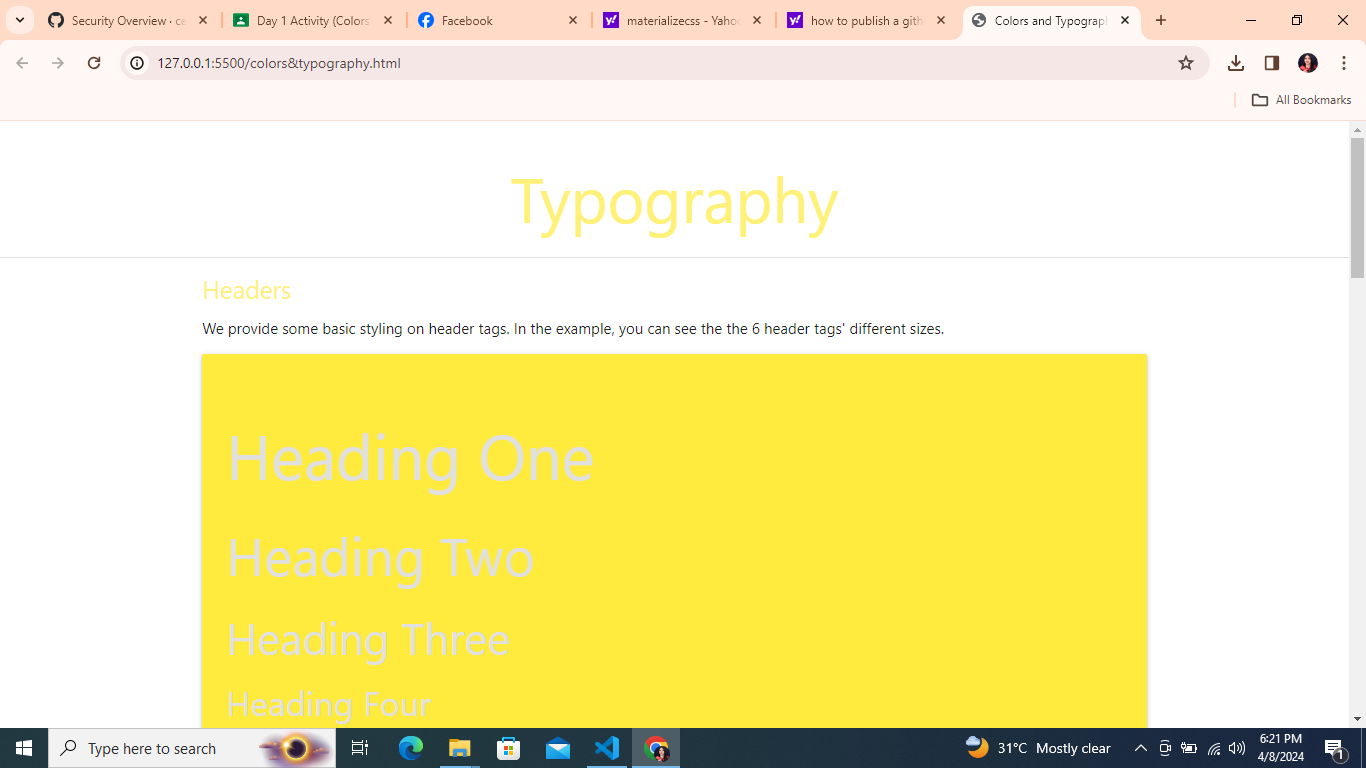 Security Overview · ce
Day 1 Activity (Colors
Facebook
materializecss - Yaho
how to publish a gith
Colors and Typograph
127.0.0.1:5500/colors&typography.html
All Bookmarks
Typography
Headers
We provide some basic styling on header tags. In the example, you can see the the 6 header tags' different sizes.
Heading One
Heading Two
Heading Three
Heading Four
Type here to search
31°C Mostly clear
6:21 PM
4/8/2024
1